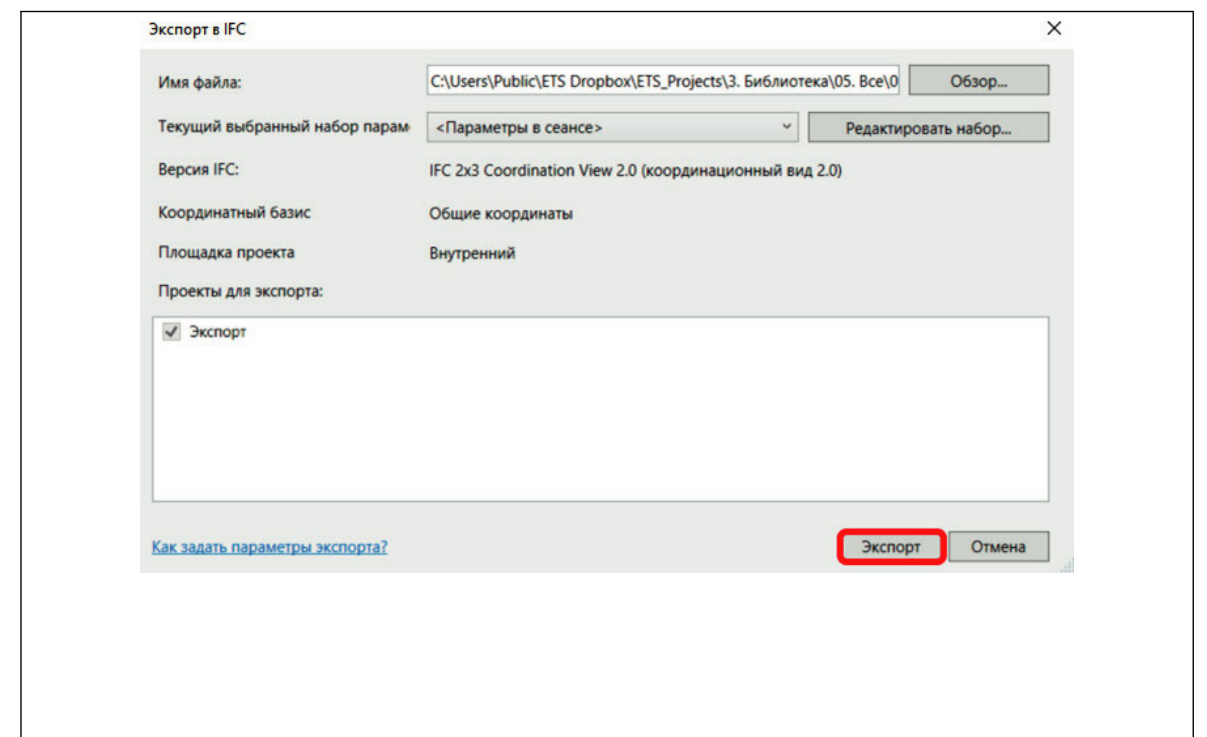 Экспорт в IFC
Имя файла: C:\Users\Public\ETS Dropbox\ETS_Projects\3. Библиотека\05. Все\0 Обзор...
Текущий выбранный набор парам <Параметры в сеансе> Редактировать набор...
Версия IFC: IFC 2x3 Coordination View 2.0 (координационный вид 2.0)
Координатный базис Общие координаты
Площадка проекта Внутренний
Проекты для экспорта:
Экспорт
Как задать параметры экспорта? Экспорт Отмена